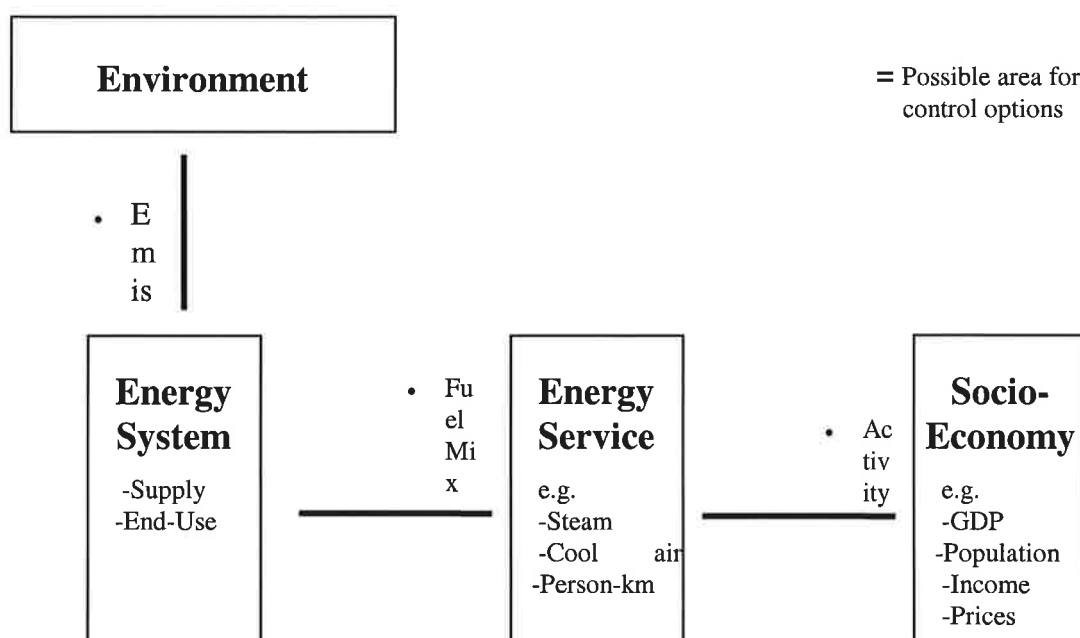 Environment
= Possible area for
control options
• E
m
is
Energy
System
-Supply
-End-Use
• Fu
el
Mi
x
Energy
Service
e.g.
-Steam
-Cool air
-Person-km
• Ac
tiv
ity
Socio-
Economy
e.g.
-GDP
-Population
-Income
-Prices